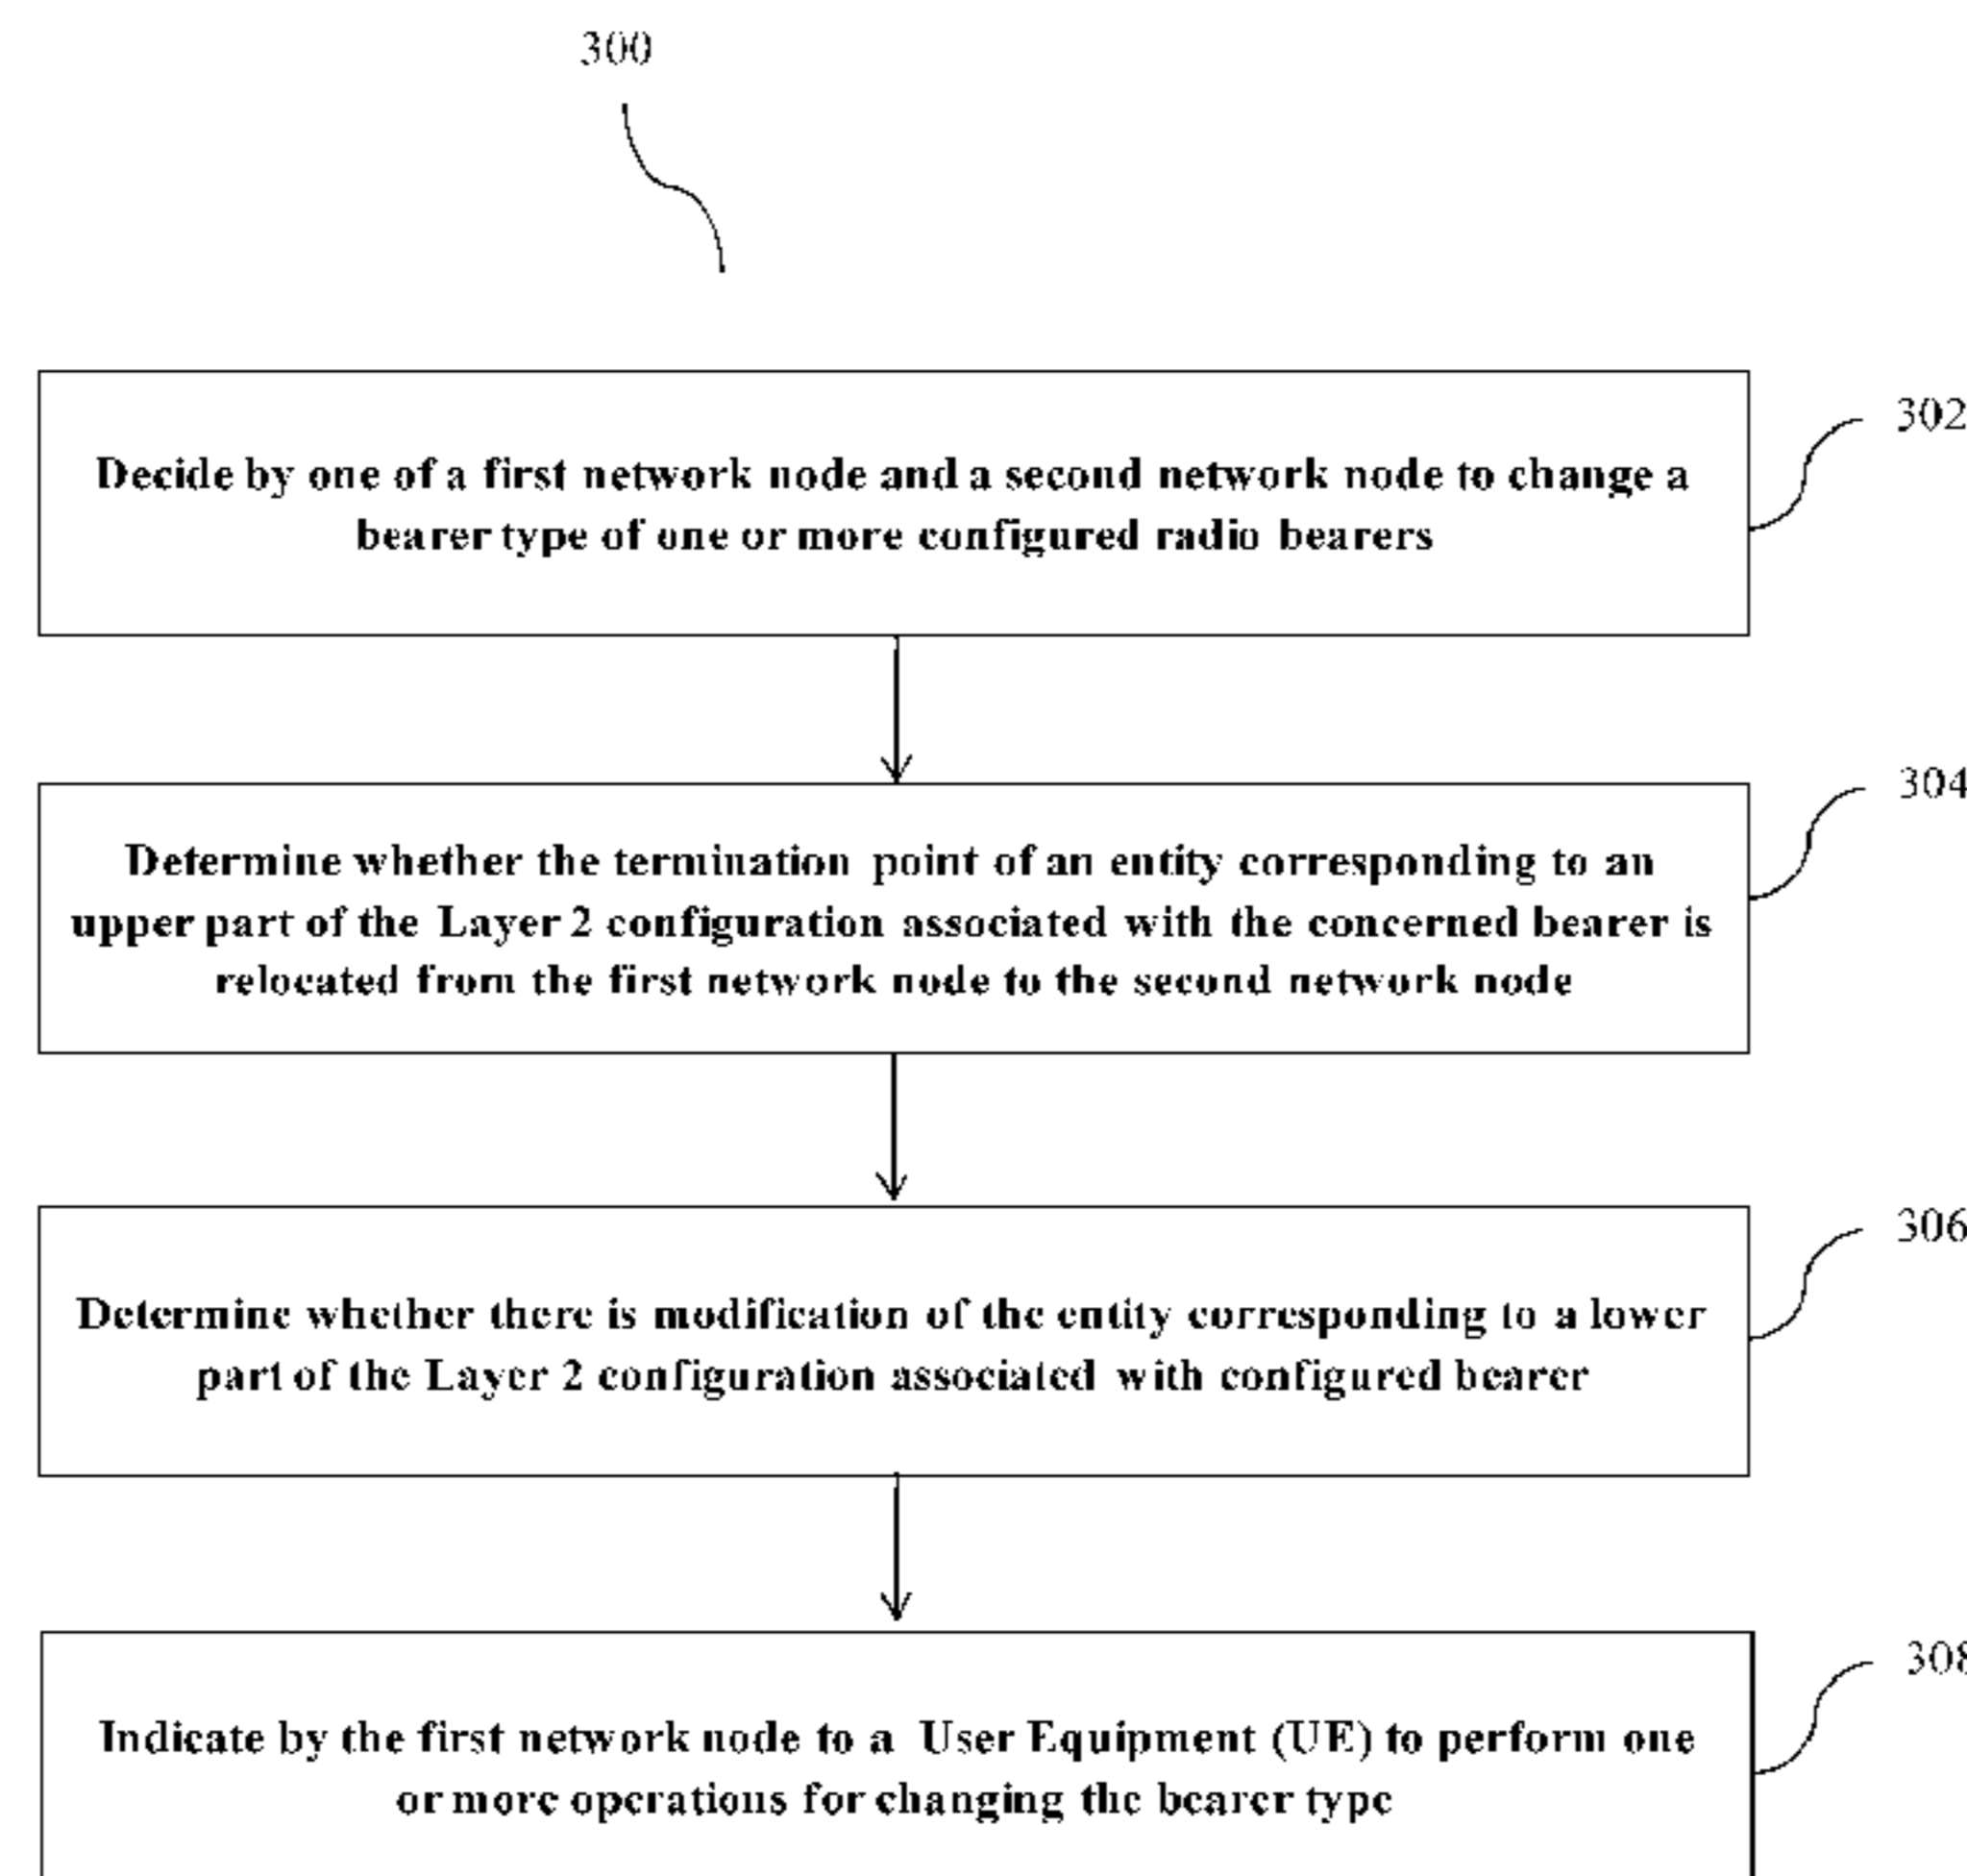 300
302
Decide by one of a first network node and a second network node to change a
bearer type of one or more configured radio bearers
304
Determine whether the termination point of an entity corresponding to an
upper part of the Layer 2 configuration associated with the concerned bearer is
relocated from the first network node to the second network node
306
Determine whether there is modification of the entity corresponding to a lower
part of the Layer 2 configuration associated with configured bearer
308
Indicate by the first network node to a User Equipment (UE) to perform one
or more operations for changing the bearer type